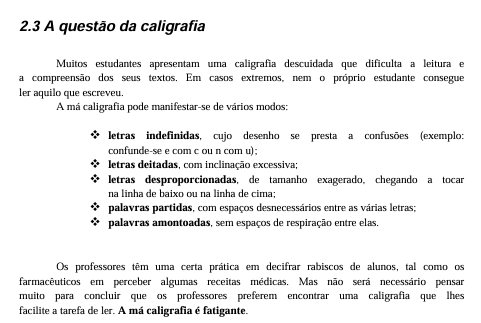 2.3 A questão da caligrafia
Muitos estudantes apresentam uma caligrafia descuidada que dificulta a leitura e
a compreensão dos seus textos. Em casos extremos, nem o próprio estudante consegue
ler aquilo que escreveu.
A má caligrafia pode manifestar-se de vários modos:
❖ letras indefinidas, cujo desenho se presta a confusões (exemplo:
confunde-se e com c ou n com u);
❖ letras deitadas, com inclinação excessiva;
❖ letras desproporcionadas, de tamanho exagerado, chegando a tocar
na linha de baixo ou na linha de cima;
❖ palavras partidas, com espaços desnecessários entre as várias letras;
❖ palavras amontoadas, sem espaços de respiração entre elas.
Os professores têm uma certa prática em decifrar rabiscos de alunos, tal como os
farmacêuticos em perceber algumas receitas médicas. Mas não será necessário pensar
muito para concluir que os professores preferem encontrar uma caligrafia que lhes
facilite a tarefa de ler. A má caligrafia é fatigante.